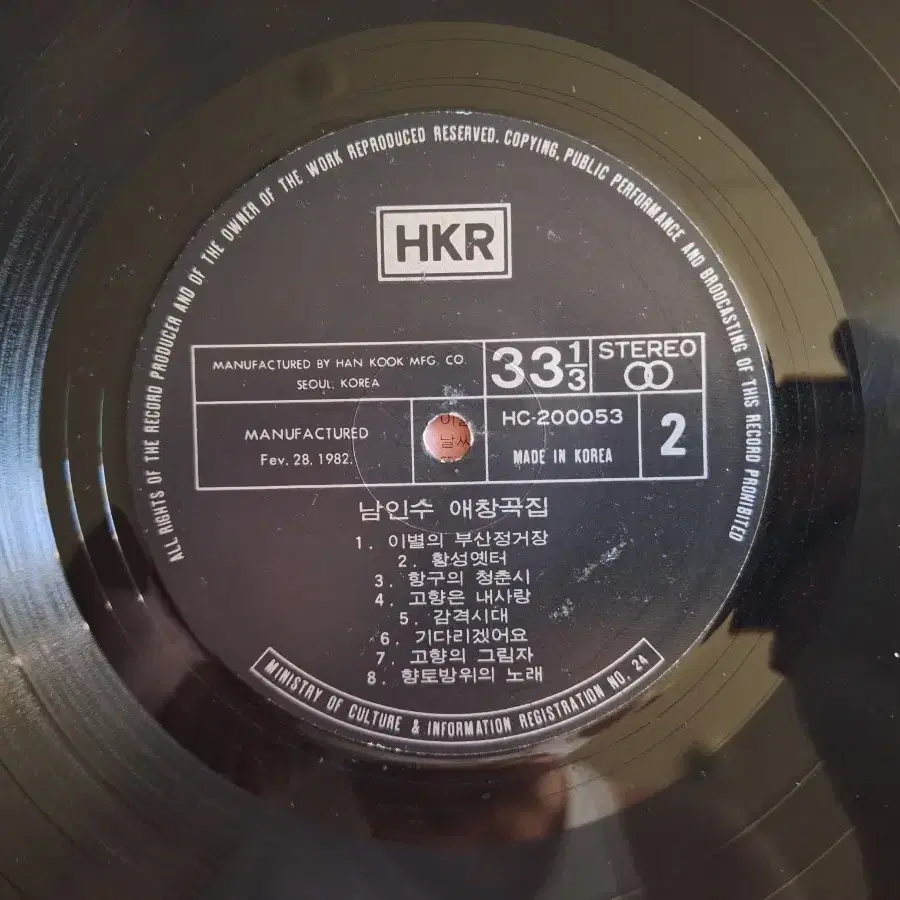 ALL RIGHTS OF THE RECORD PRODUCER AND OF THE OWNER OF THE WORK REPRODUCED RESERVED. COPYING, PUBLIC PERFORMANCE AND BRODCASTING OF THIS RECORD PROHIBITED
HKR
MANUFACTURED BY HAN KOOK MFG. CO.
SEOUL, KOREA
33 1/3
STEREO
MANUFACTURED
Fev. 28. 1982.
HC-200053
MADE IN KOREA
2
날씨
남인수 애창곡집
1. 이별의 부산정거장
2. 황성옛터
3. 항구의 청춘시
4. 고향은 내사랑
5. 감격시대
6. 기다리겠어요
7. 고향의 그림자
8. 향토방위의 노래
MINISTRY OF CULTURE & INFORMATION REGISTRATION NO. 24